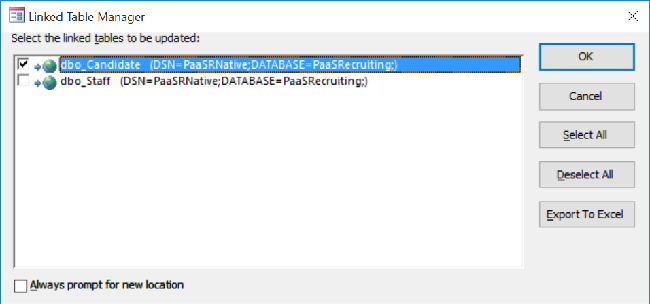 Linked Table Manager
Select the linked tables to be updated:
dbo_Candidate (DSN=PaaSRNative;DATABASE=PaaSRecruiting;)
dbo_Staff (DSN=PaaSRNative;DATABASE=PaaSRecruiting;)
OK
Cancel
Select All
Deselect All
Export To Excel
Always prompt for new location